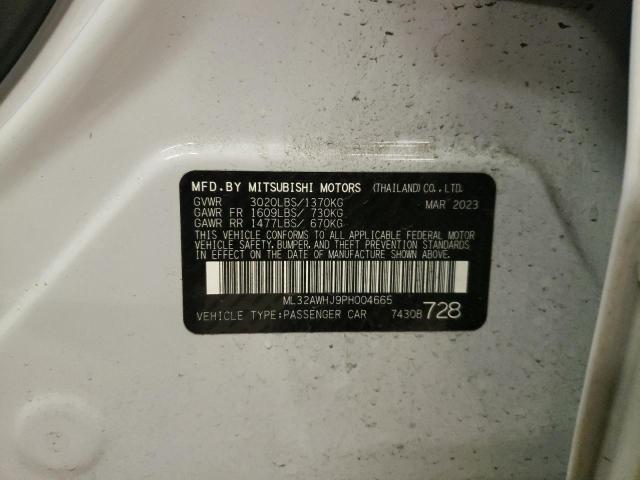 MFD.BY MITSUBISHI MOTORS (THAILAND)CO.,LTD.
GVWR 3020LBS/1370KG MAR 2023
GAWR FR 1609LBS/ 730KG
GAWR RR 1477LBS/ 670KG
THIS VEHICLE CONFORMS TO ALL APPLICABLE FEDERAL MOTOR
VEHICLE SAFETY, BUMPER, AND THEFT PREVENTION STANDARDS
IN EFFECT ON THE DATE OF MANUFACTURE SHOWN ABOVE.
ML32AWHJ9PH004665
VEHICLE TYPE:PASSENGER CAR 7430B 728